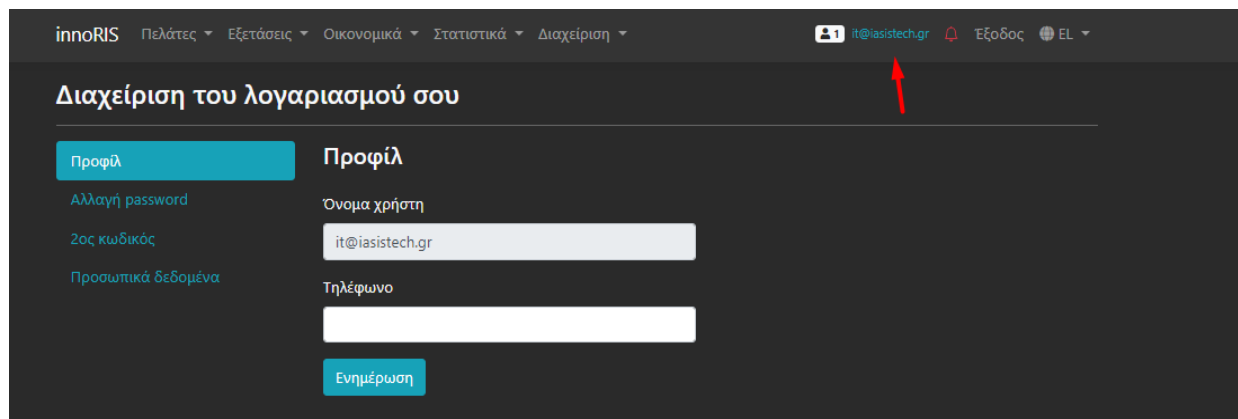 innoRIS Πελάτες Εξετάσεις Οικονομικά Στατιστικά Διαχείριση 1 it@iasistech.gr Έξοδος EL
Διαχείριση του λογαριασμού σου
Προφίλ
Αλλαγή password
2ος κωδικός
Προσωπικά δεδομένα
Προφίλ
Όνομα χρήστη
it@iasistech.gr
Τηλέφωνο
Ενημέρωση